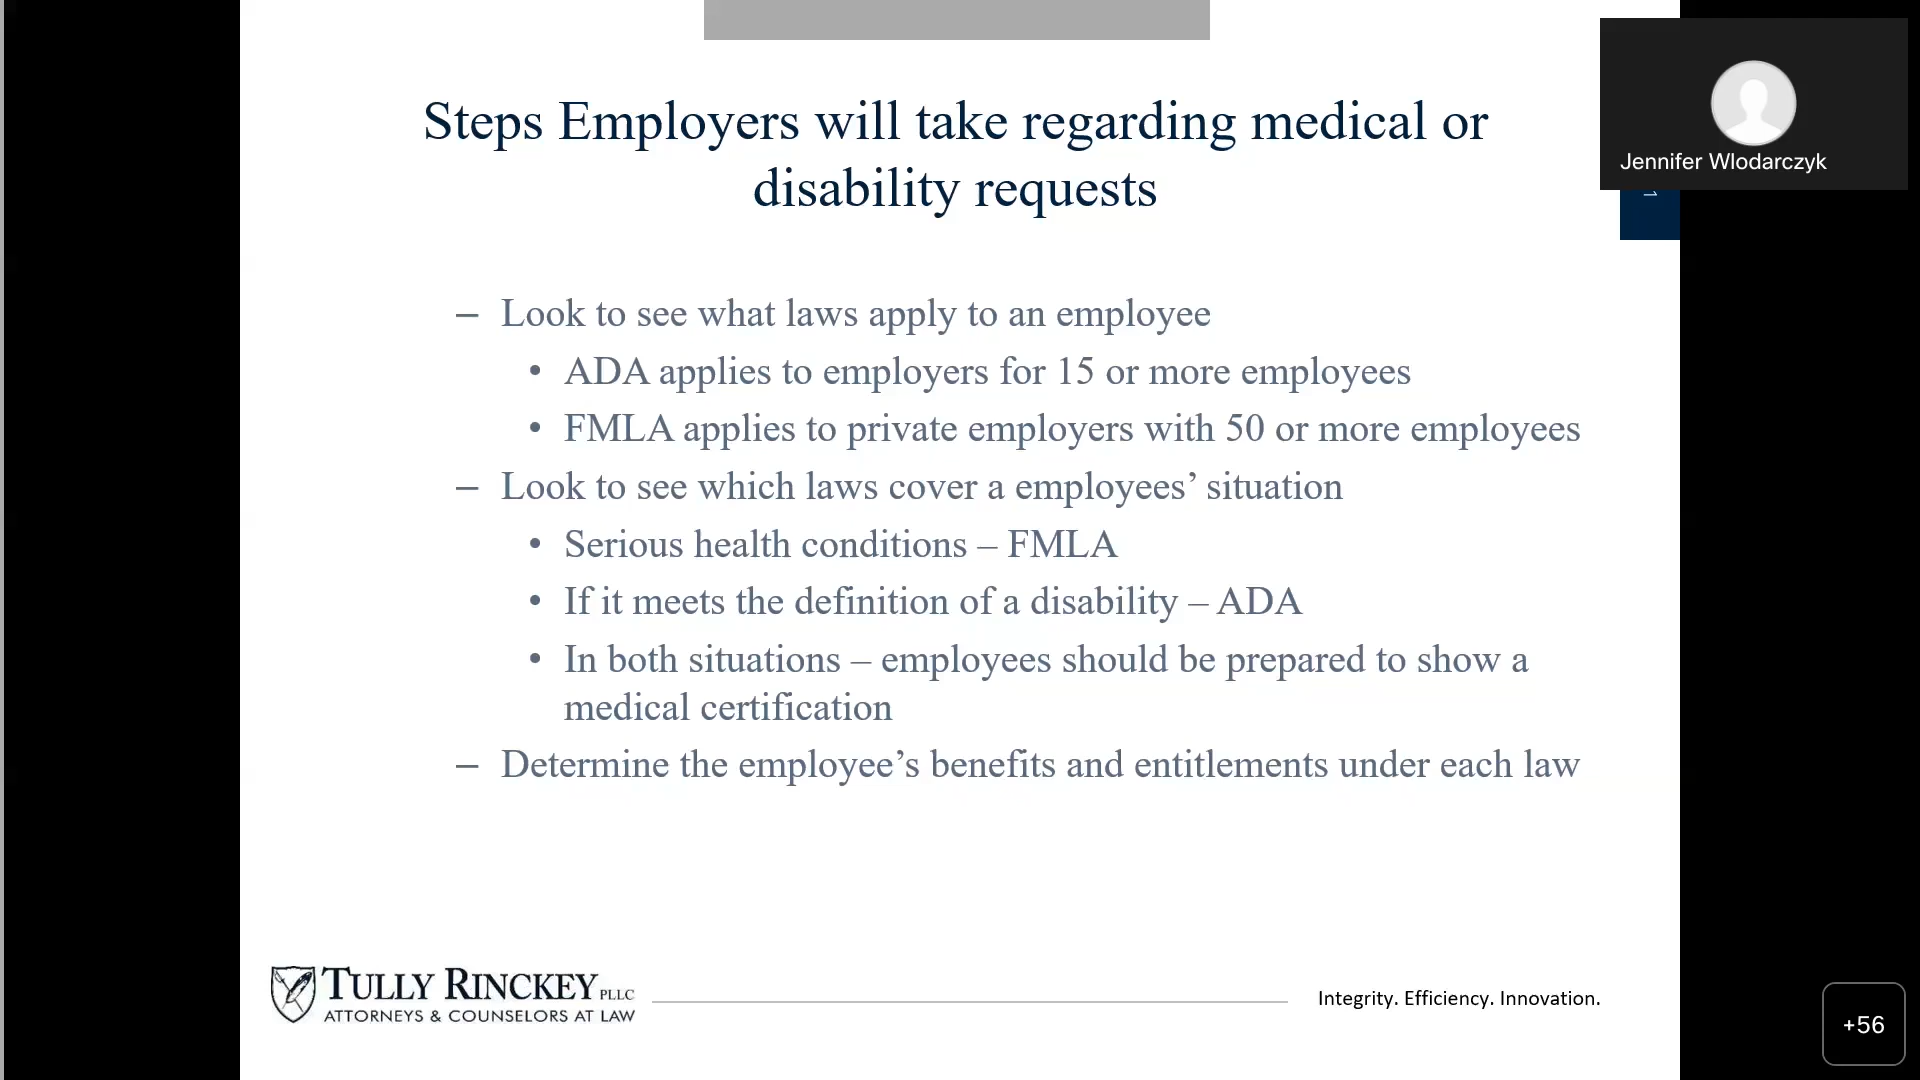 Steps Employers will take regarding medical or
disability requests
Jennifer Wlodarczyk
– Look to see what laws apply to an employee
• ADA applies to employers for 15 or more employees
• FMLA applies to private employers with 50 or more employees
– Look to see which laws cover a employees’ situation
• Serious health conditions – FMLA
• If it meets the definition of a disability – ADA
• In both situations – employees should be prepared to show a
medical certification
– Determine the employee’s benefits and entitlements under each law
TULLY RINCKEY PLLC
ATTORNEYS & COUNSELORS AT LAW
Integrity. Efficiency. Innovation.
+56